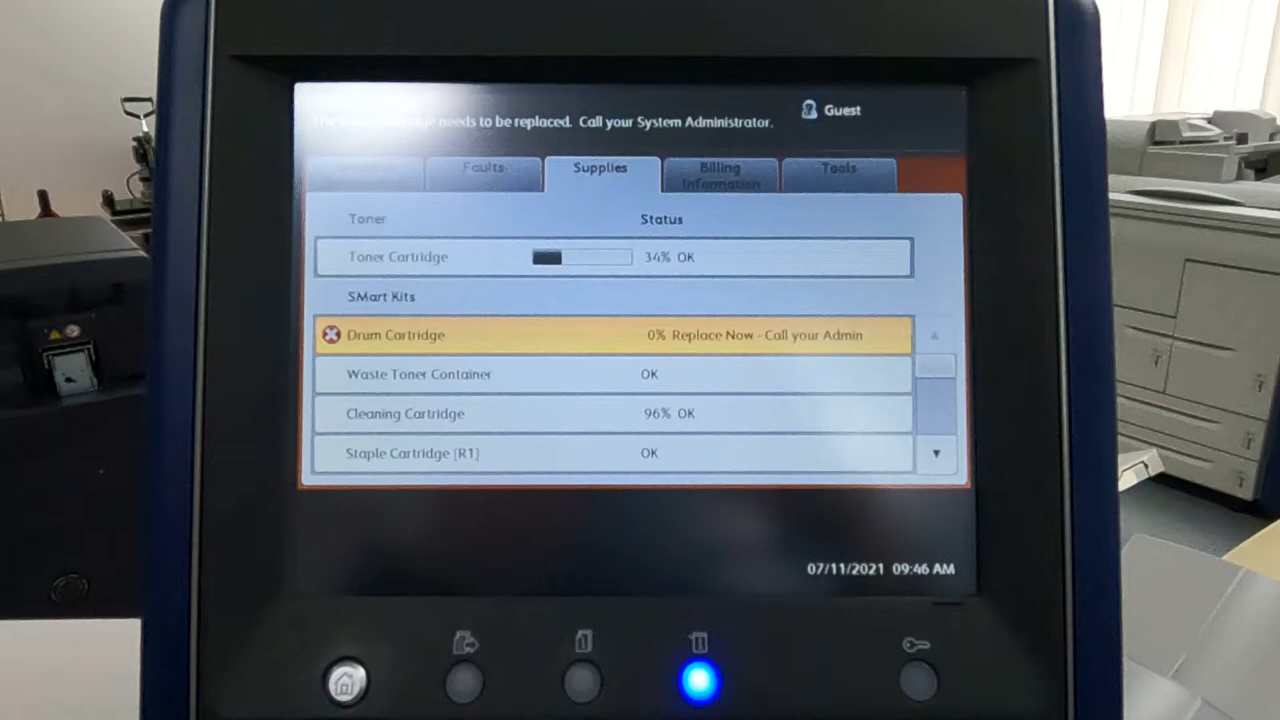 needs to be replaced. Call your System Administrator.
Guest
Faults
Supplies
Billing
Information
Tools
Toner Status
Toner Cartridge 34% OK
SMart Kits
Drum Cartridge 0% Replace Now - Call your Admin
Waste Toner Container OK
Cleaning Cartridge 96% OK
Staple Cartridge [R1] OK
07/11/2021 09:46 AM